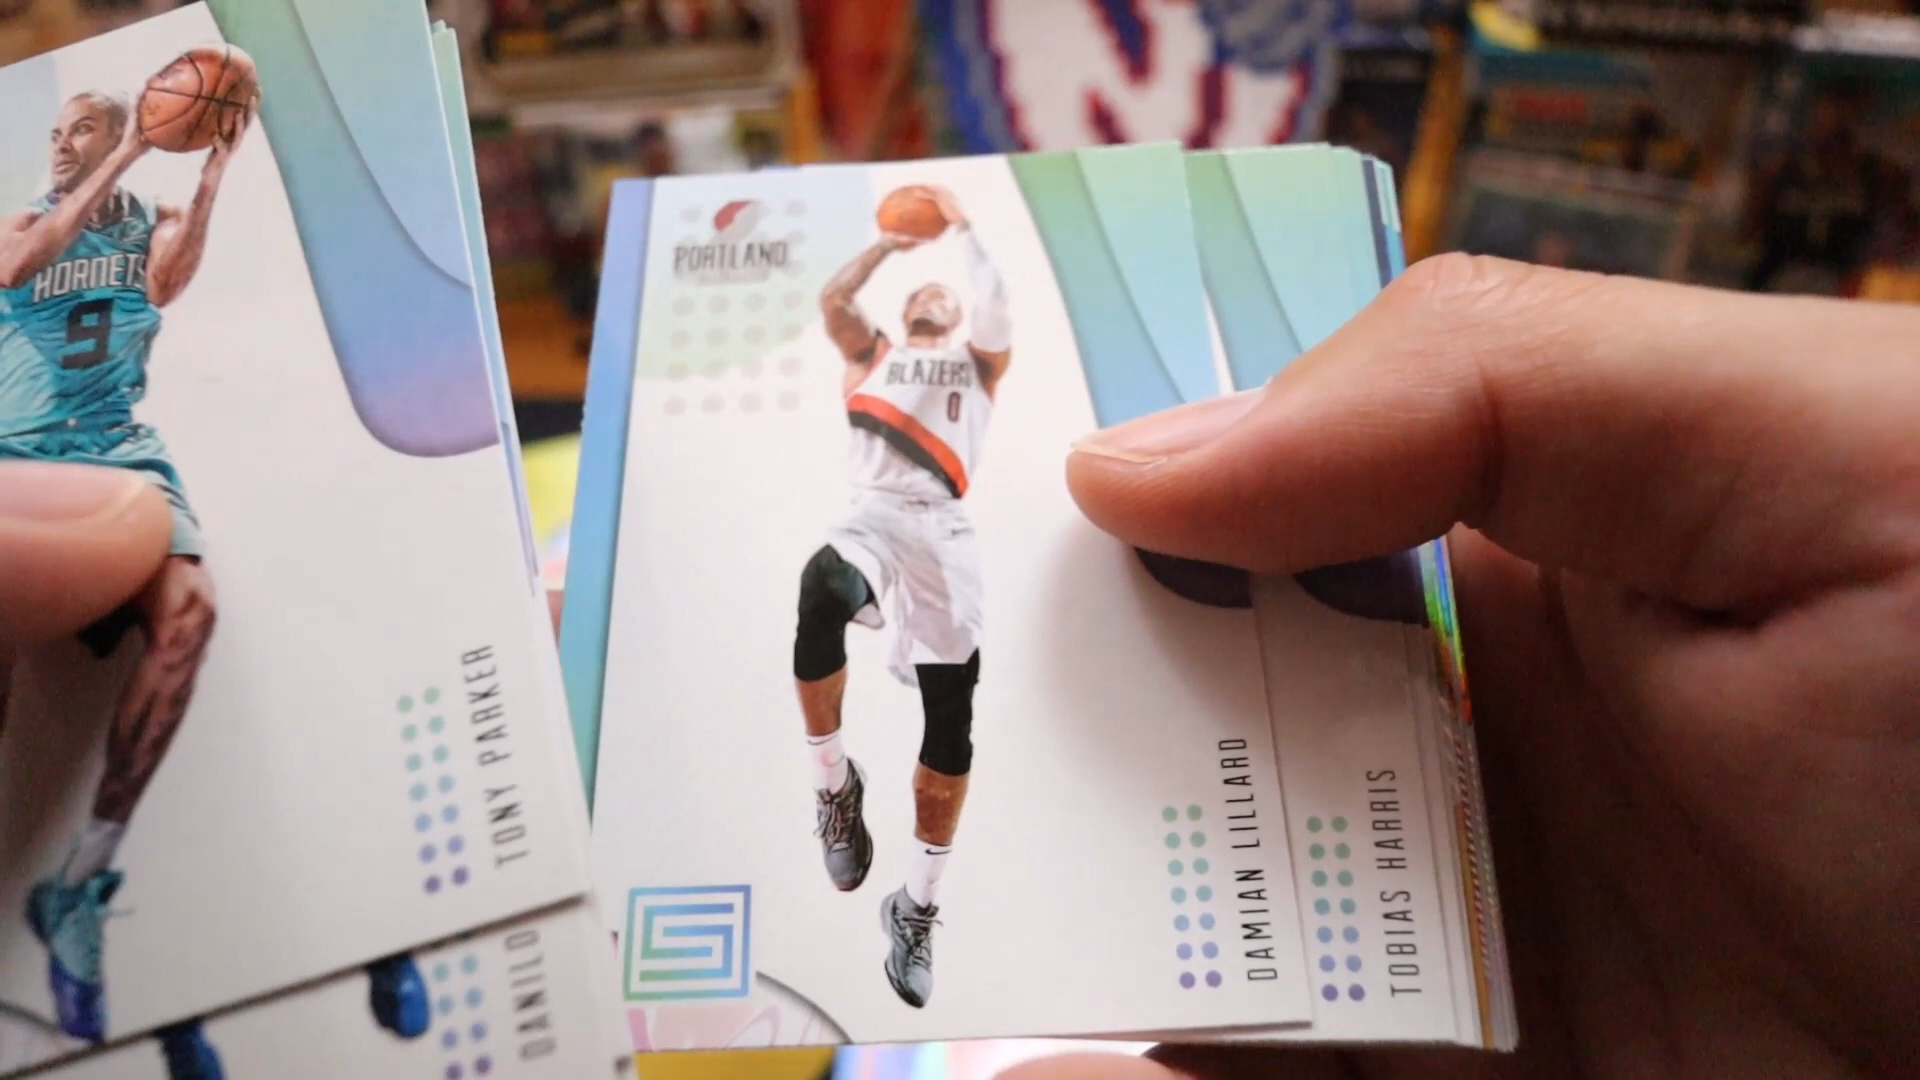 HORNETS
9
TONY PARKER
DANILO
PORTLAND
BLAZERS
0
DAMIAN LILLARD
TOBIAS HARRIS